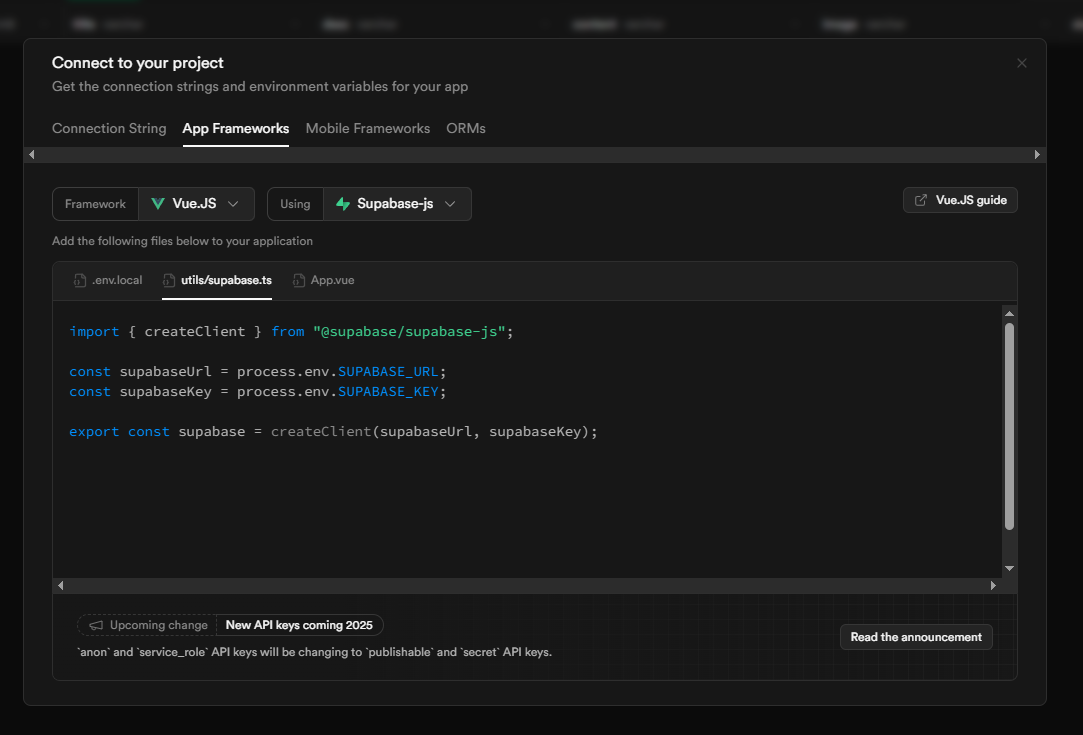 Connect to your project
Get the connection strings and environment variables for your app
Connection String App Frameworks Mobile Frameworks ORMs
Framework Vue.JS Using Supabase-js Vue.JS guide
Add the following files below to your application
.env.local utils/supabase.ts App.vue
import { createClient } from "@supabase/supabase-js";
const supabaseUrl = process.env.SUPABASE_URL;
const supabaseKey = process.env.SUPABASE_KEY;
export const supabase = createClient(supabaseUrl, supabaseKey);
Upcoming change New API keys coming 2025
`anon` and `service_role` API keys will be changing to `publishable` and `secret` API keys.
Read the announcement